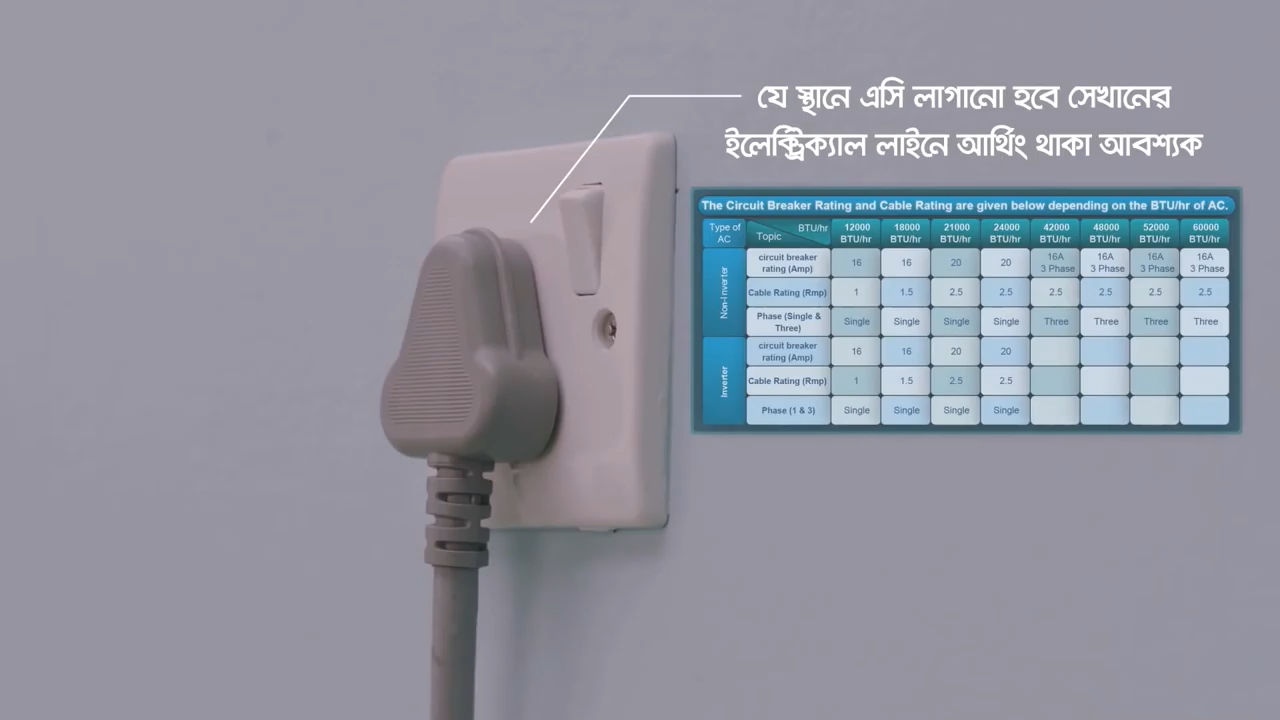 যে স্থানে এসি লাগানো হবে সেখানের
ইলেক্ট্রিক্যাল লাইনে আর্থিং থাকা আবশ্যক
The Circuit Breaker Rating and Cable Rating are given below depending on the BTU/hr of AC.
Type of AC Topic BTU/hr 12000 BTU/hr 18000 BTU/hr 21000 BTU/hr 24000 BTU/hr 42000 BTU/hr 48000 BTU/hr 52000 BTU/hr 60000 BTU/hr
Non-Inverter
circuit breaker rating (Amp) 16 16 20 20 16A 3 Phase 16A 3 Phase 16A 3 Phase 16A 3 Phase
Cable Rating (Rmp) 1 1.5 2.5 2.5 2.5 2.5 2.5 2.5
Phase (Single & Three) Single Single Single Single Three Three Three Three
Inverter
circuit breaker rating (Amp) 16 16 20 20
Cable Rating (Rmp) 1 1.5 2.5 2.5
Phase (1 & 3) Single Single Single Single